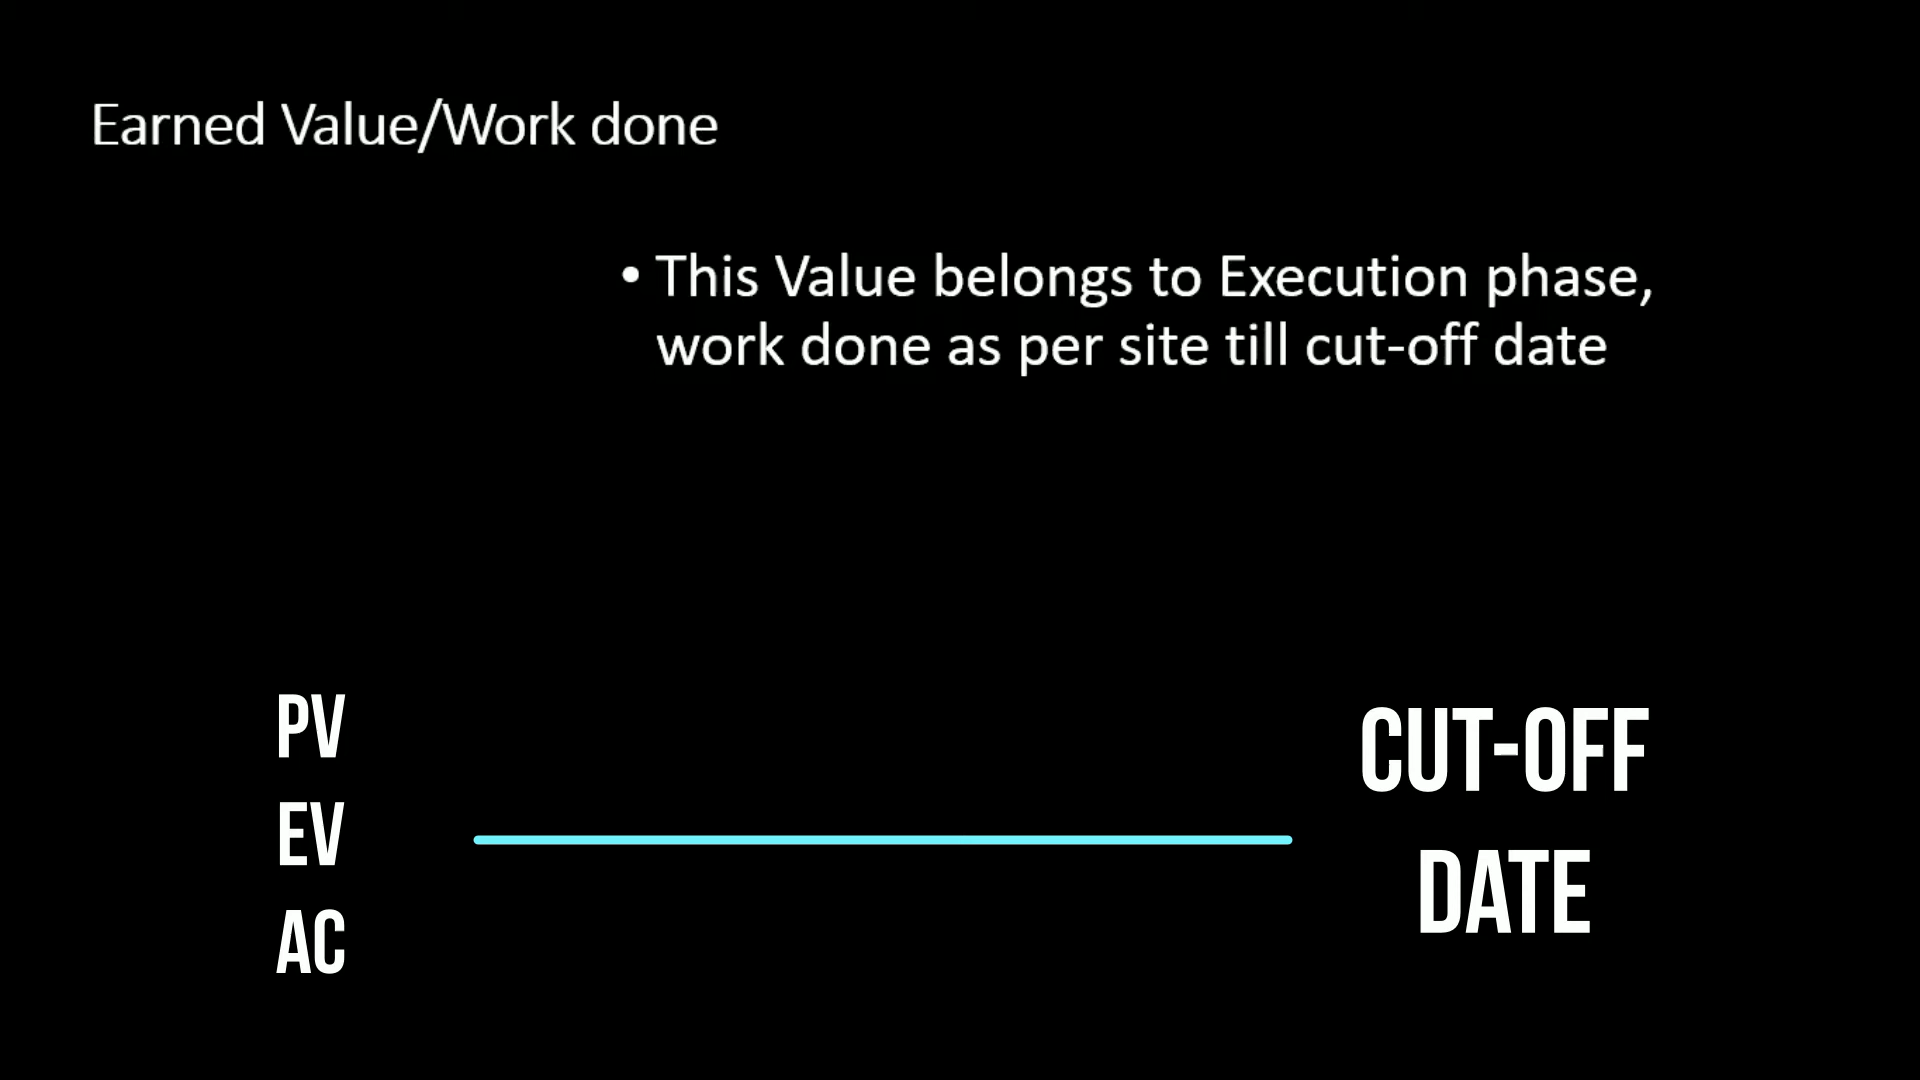 Earned Value/Work done
• This Value belongs to Execution phase,
work done as per site till cut-off date
PV
EV
AC
CUT-OFF
DATE